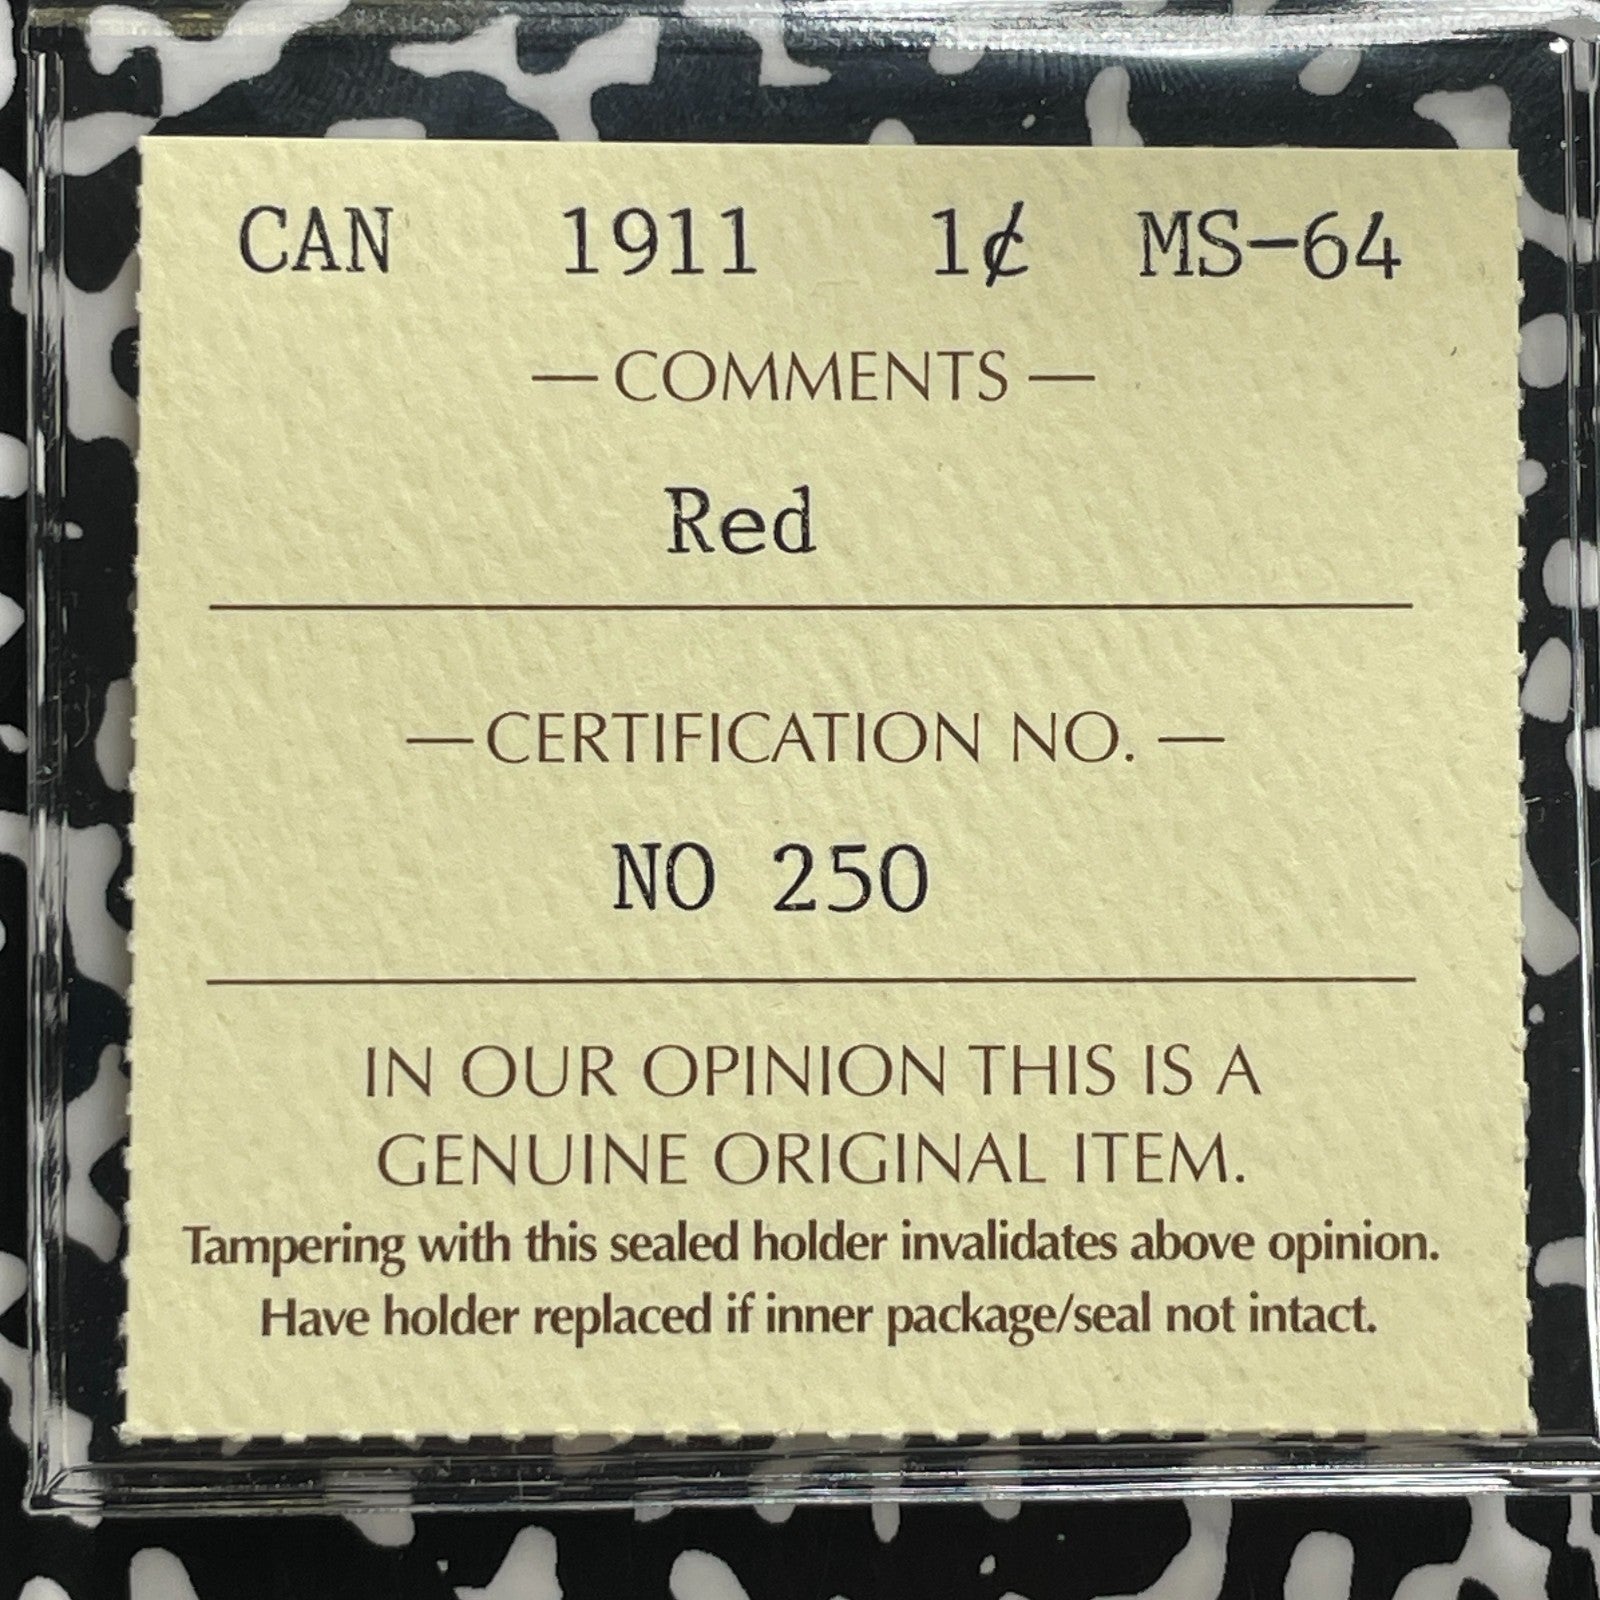 CAN 1911 1¢ MS-64
— COMMENTS —
Red
— CERTIFICATION NO. —
NO 250
IN OUR OPINION THIS IS A
GENUINE ORIGINAL ITEM.
Tampering with this sealed holder invalidates above opinion.
Have holder replaced if inner package/seal not intact.